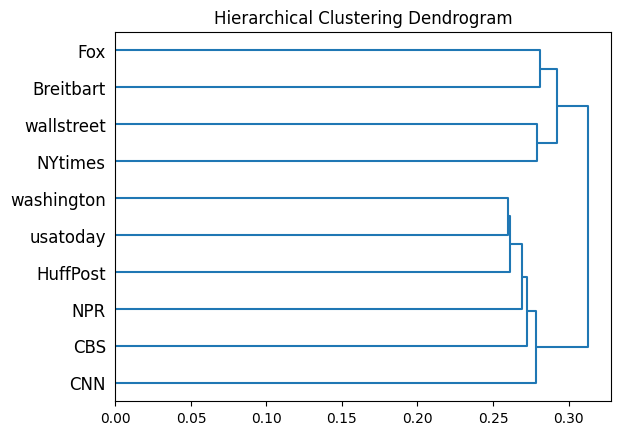 Hierarchical Clustering Dendrogram
Fox
Breitbart
wallstreet
NYtimes
washington
usatoday
HuffPost
NPR
CBS
CNN
0.00 0.05 0.10 0.15 0.20 0.25 0.30